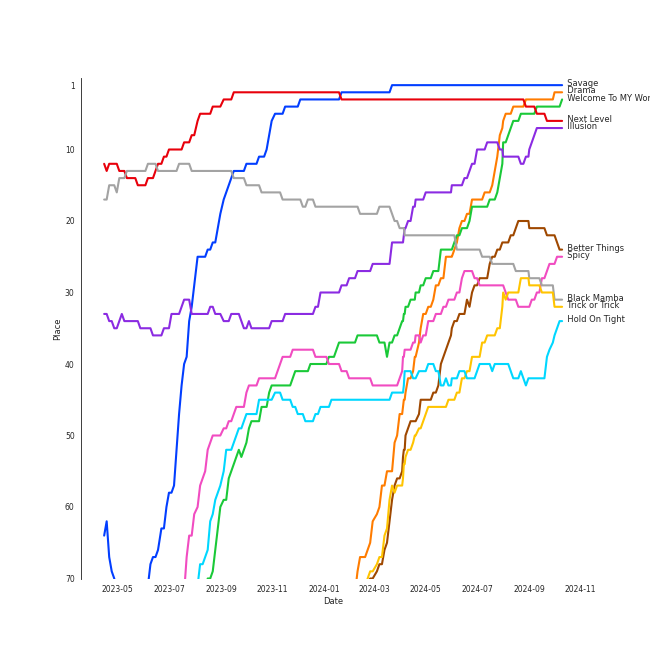 1
10
20
30
40
50
60
70
Place
2023-05
2023-07
2023-09
2023-11
2024-01
2024-03
2024-05
2024-07
2024-09
2024-11
Date
Savage
Drama
Welcome To MY Wor
Next Level
Illusion
Better Things
Spicy
Black Mamba
Trick or Trick
Hold On Tight